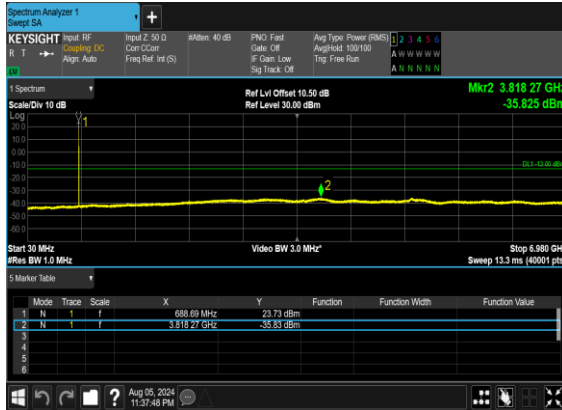 Spectrum Analyzer 1
Swept SA
+
KEYSIGHT Input: RF Input Z: 50 Ω #Atten: 40 dB PNO: Fast Avg Type: Power (RMS) 1 2 3 4 5 6
R T Coupling: DC Corr CCorr Gate: Off Avg|Hold: 100/100 A W W W W W
Align: Auto Freq Ref: Int (S) IF Gain: Low Trig: Free Run
Sig Track: Off A N N N N N
1 Spectrum
Ref Lvl Offset 10.50 dB Mkr2 3.818 27 GHz
Scale/Div 10 dB Ref Level 30.00 dBm -35.825 dBm
Log
20.0
10.0
0.00
-10.0
-20.0
-30.0
-40.0
-50.0
-60.0
1
DL1 -13.00 dBm
2
Start 30 MHz Video BW 3.0 MHz* Stop 6.980 GHz
#Res BW 1.0 MHz Sweep 13.3 ms (40001 pts)
5 Marker Table
Mode Trace Scale X Y Function Function Width Function Value
1 N 1 f 688.69 MHz 23.73 dBm
2 N 1 f 3.818 27 GHz -35.83 dBm
3
4
5
6
? Aug 05, 2024
11:37:48 PM